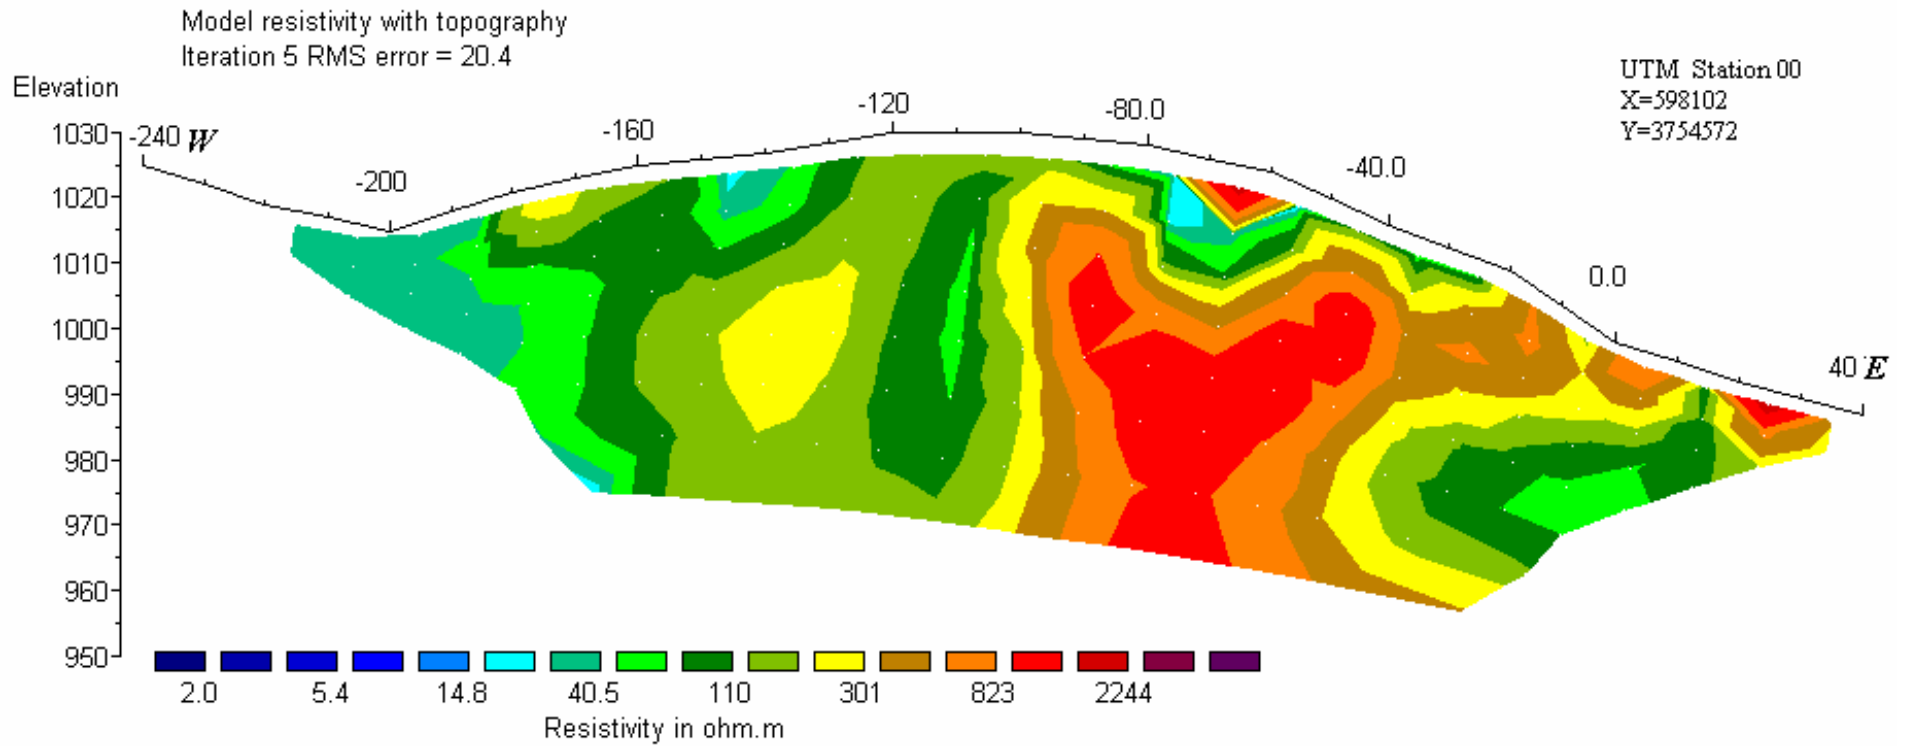 Model resistivity with topography
Iteration 5 RMS error = 20.4
UTM Station 00
X=598102
Y=3754572
Elevation
-240 W
-200
-160
-120
-80.0
-40.0
0.0
40 E
1030
1020
1010
1000
990
980
970
960
950
2.0 5.4 14.8 40.5 110 301 823 2244
Resistivity in ohm.m